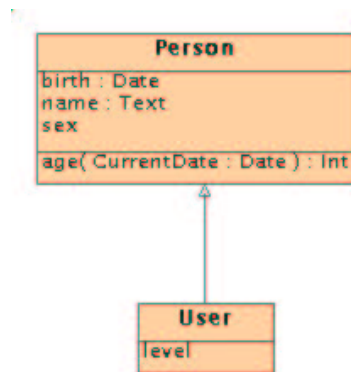 Person
birth : Date
name : Text
sex
age( CurrentDate : Date ) : Int
User
level